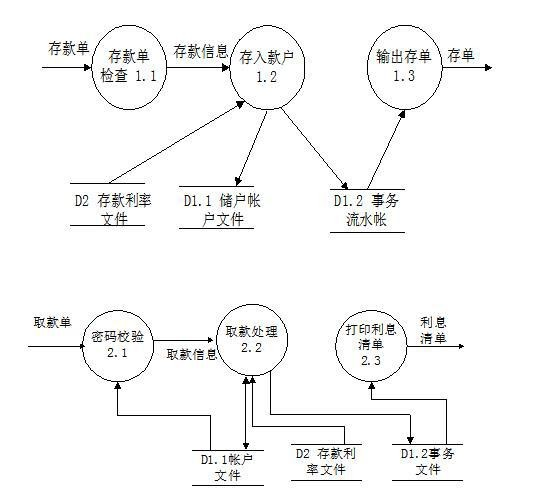 存款单
存款单
检查 1.1
存款信息
存入款户
1.2
输出存单
1.3
存单
D2 存款利率
文件
D1.1 储户帐
户文件
D1.2 事务
流水帐
取款单
密码校验
2.1
取款信息
取款处理
2.2
打印利息
清单
2.3
利息
清单
D1.1帐户
文件
D2 存款利
率文件
D1.2事务
文件